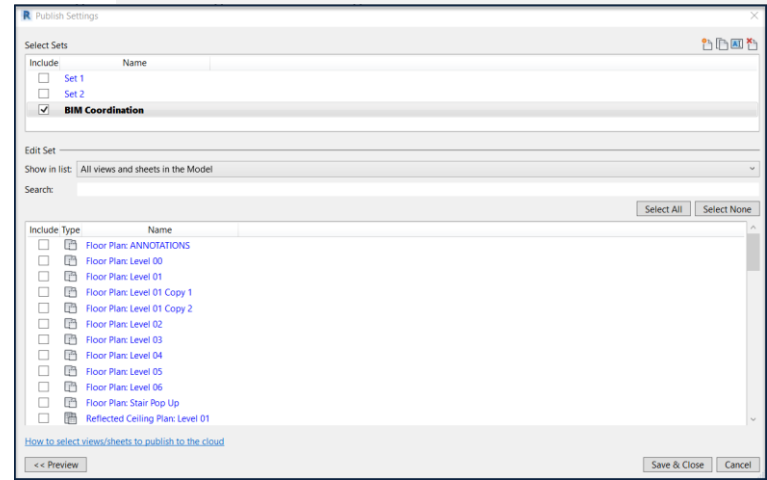 Publish Settings
Select Sets
Include Name
Set 1
Set 2
BIM Coordination
Edit Set
Show in list: All views and sheets in the Model
Search:
Select All Select None
Include Type Name
Floor Plan: ANNOTATIONS
Floor Plan: Level 00
Floor Plan: Level 01
Floor Plan: Level 01 Copy 1
Floor Plan: Level 01 Copy 2
Floor Plan: Level 02
Floor Plan: Level 03
Floor Plan: Level 04
Floor Plan: Level 05
Floor Plan: Level 06
Floor Plan: Stair Pop Up
Reflected Ceiling Plan: Level 01
How to select views/sheets to publish to the cloud
<< Preview Save & Close Cancel